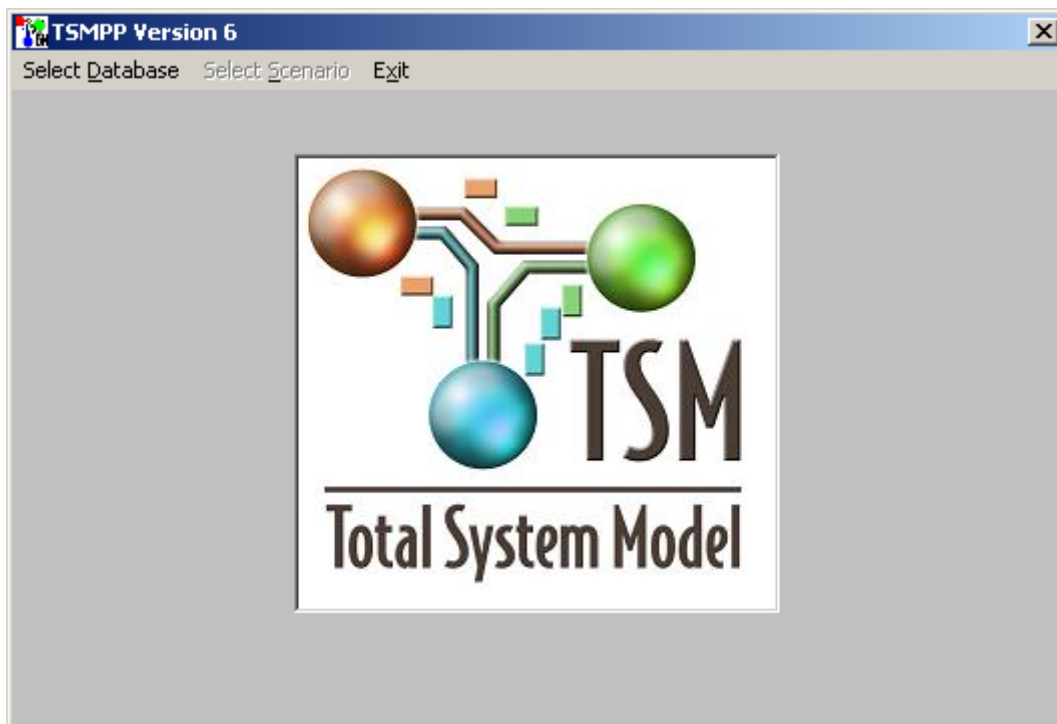 TSMPP Version 6
Select Database Select Scenario Exit
TSM
Total System Model